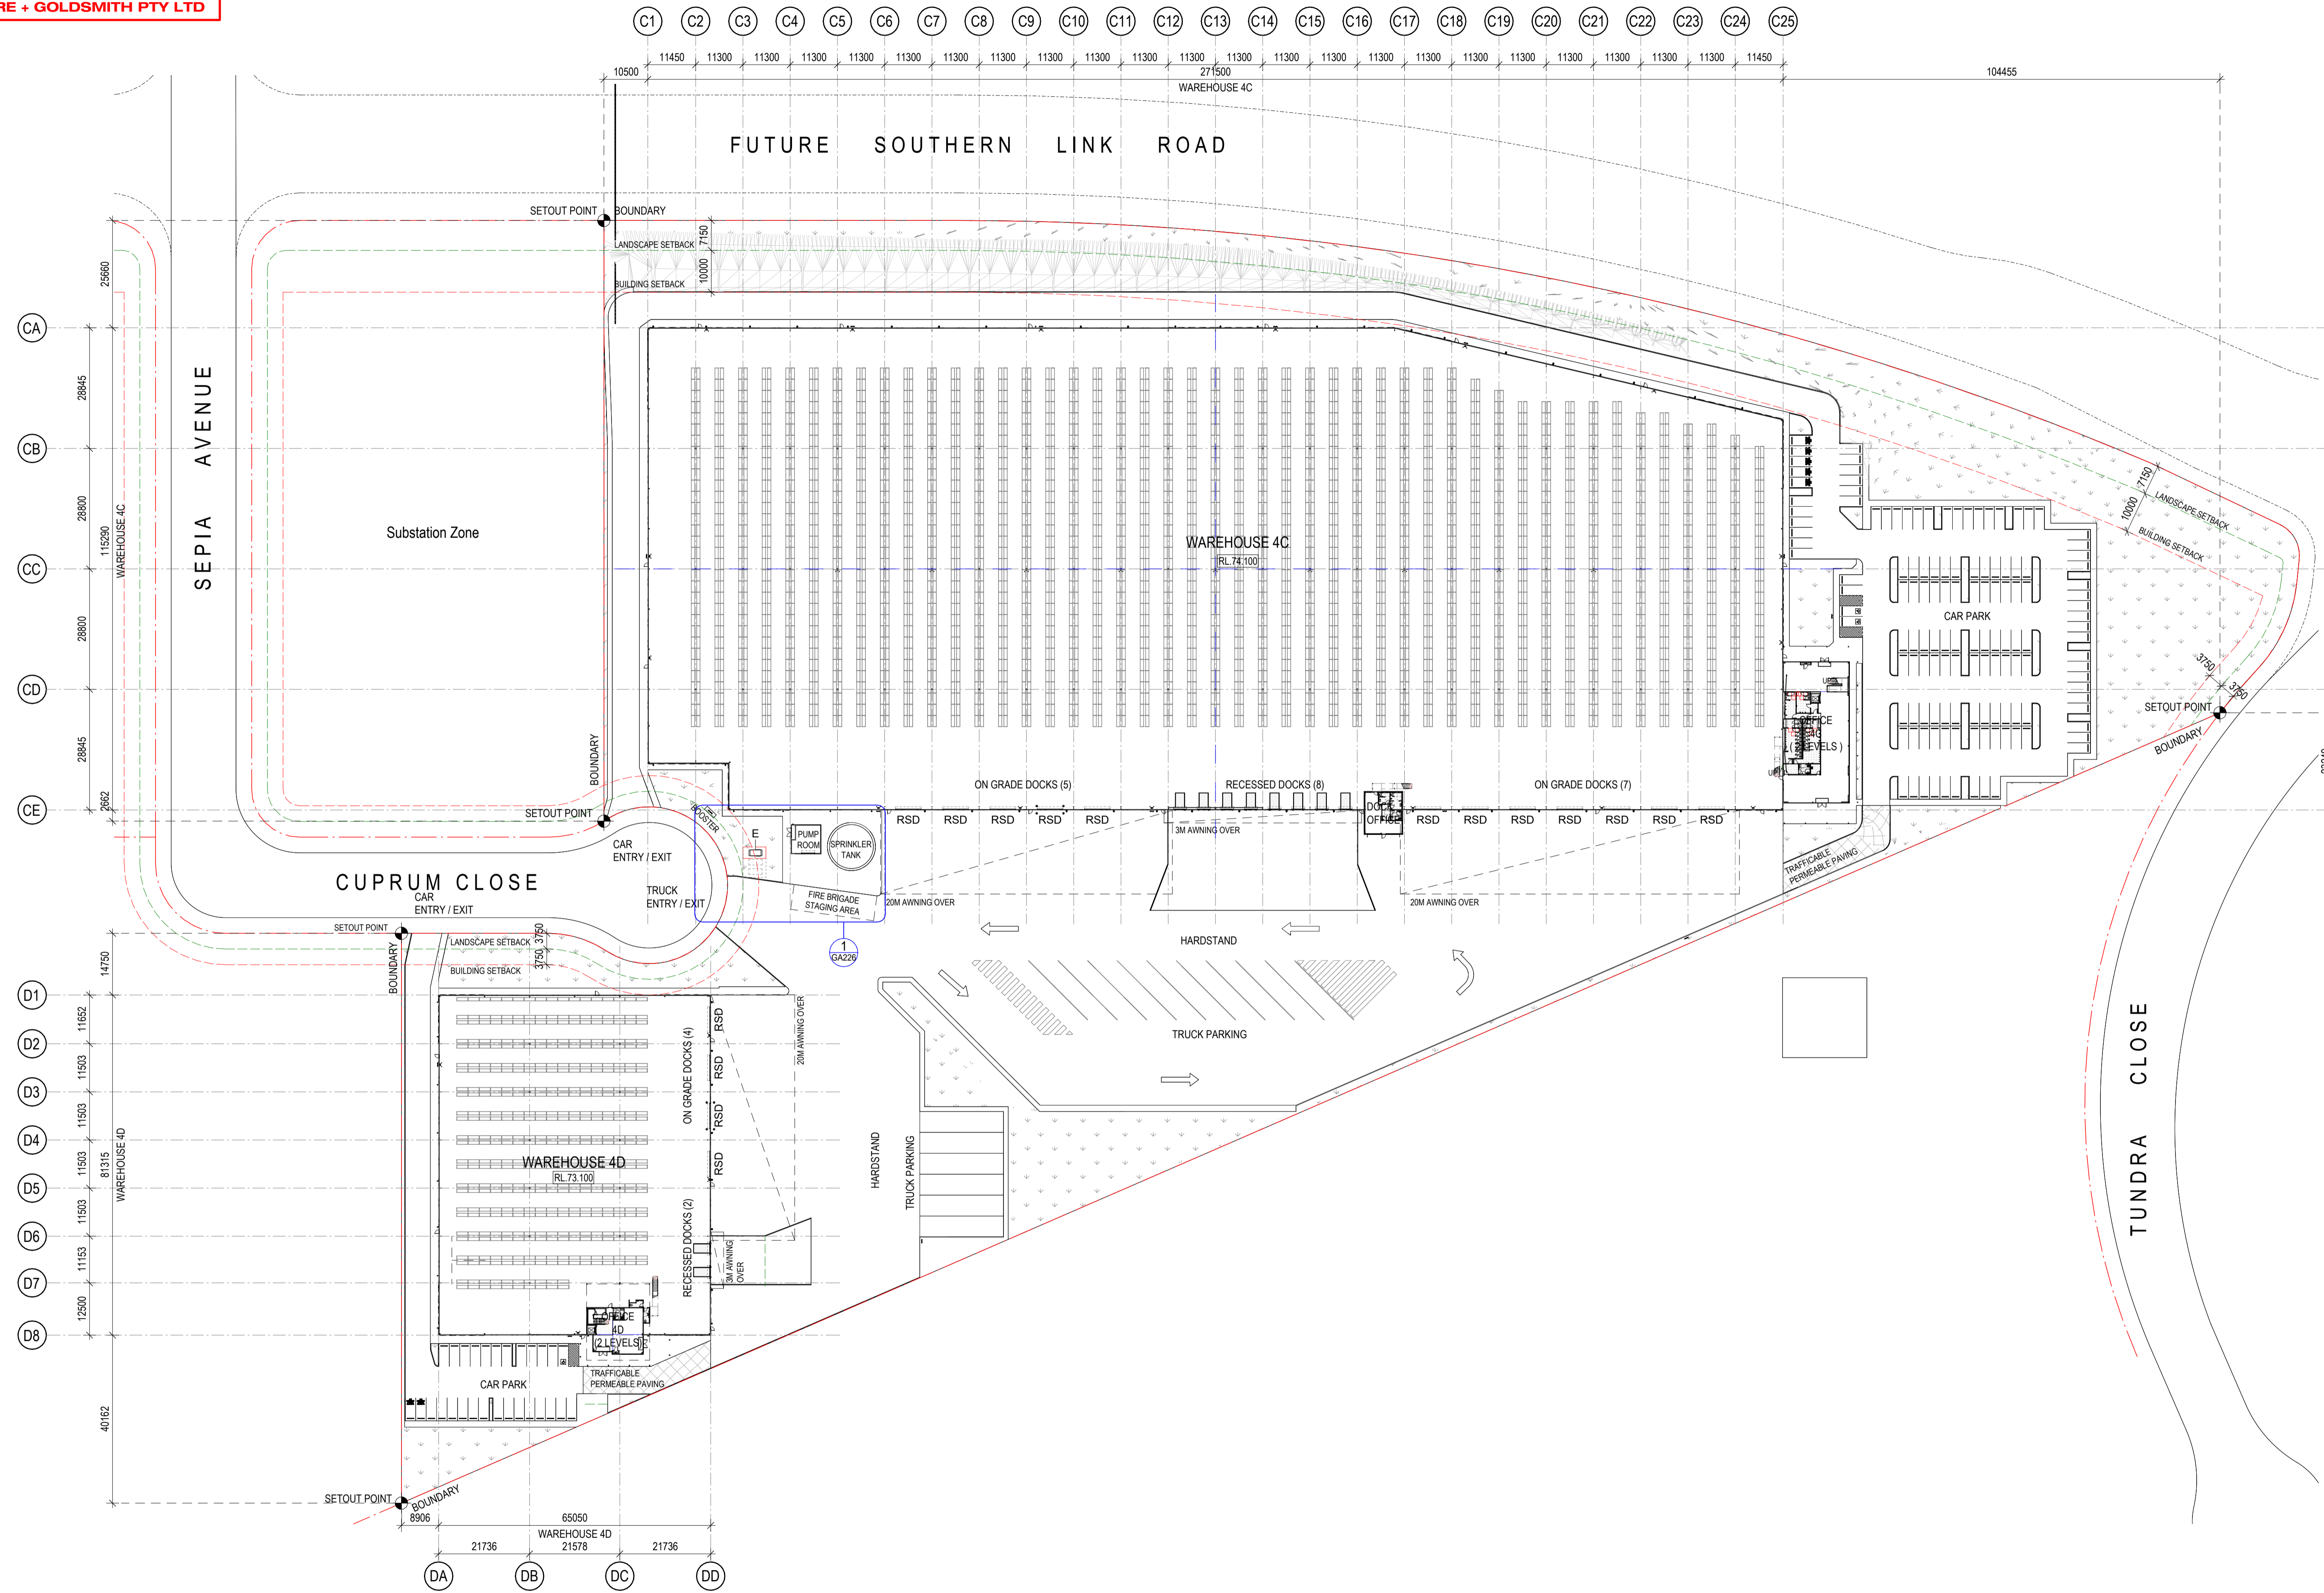 RE + GOLDSMITH PTY LTD
C1 C2 C3 C4 C5 C6 C7 C8 C9 C10 C11 C12 C13 C14 C15 C16 C17 C18 C19 C20 C21 C22 C23 C24 C25
11450 11300 11300 11300 11300 11300 11300 11300 11300 11300 11300 11300 11300 11300 11300 11300 11300 11300 11300 11300 11300 11300 11300 11450
10500 271500 104455
WAREHOUSE 4C
FUTURE SOUTHERN LINK ROAD
SETOUT POINT BOUNDARY
LANDSCAPE SETBACK 7150
10000
BUILDING SETBACK
25660
CA
28845
CB
28800
115290
WAREHOUSE 4C
CC
28800
CD
28845
CE
2662
SEPIA AVENUE
Substation Zone
WAREHOUSE 4C
RL.74.100
7150
10000
LANDSCAPE SETBACK
BUILDING SETBACK
CAR PARK
3750
3750
SETOUT POINT
BOUNDARY
UP
OFFICE
4C
( 2 LEVELS )
UP
BOUNDARY
SETOUT POINT
ON GRADE DOCKS (5)
RECESSED DOCKS (8)
ON GRADE DOCKS (7)
DOCK
OFFICE
RSD RSD RSD RSD RSD
RSD RSD RSD RSD RSD RSD RSD
3M AWNING OVER
BOOSTER
E
PUMP
ROOM
SPRINKLER
TANK
FIRE BRIGADE
STAGING AREA
20M AWNING OVER
20M AWNING OVER
TRAFFICABLE
PERMEABLE PAVING
CAR
ENTRY / EXIT
TRUCK
ENTRY / EXIT
CUPRUM CLOSE
CAR
ENTRY / EXIT
1
GA226
HARDSTAND
TRUCK PARKING
TUNDRA CLOSE
SETOUT POINT
BOUNDARY
LANDSCAPE SETBACK 3750
3750
BUILDING SETBACK
14750
D1
11652
D2
11503
D3
11503
D4
11503
D5
11503
D6
11153
D7
12500
D8
81315
WAREHOUSE 4D
40162
WAREHOUSE 4D
RL.73.100
ON GRADE DOCKS (4)
RSD
RSD
RSD
RSD
20M AWNING OVER
RECESSED DOCKS (2)
3M AWNING
OVER
HARDSTAND
TRUCK PARKING
OFFICE
4D
(2 LEVELS)
TRAFFICABLE
PERMEABLE PAVING
CAR PARK
SETOUT POINT
BOUNDARY
8906 65050
WAREHOUSE 4D
21736 21578 21736
DA DB DC DD